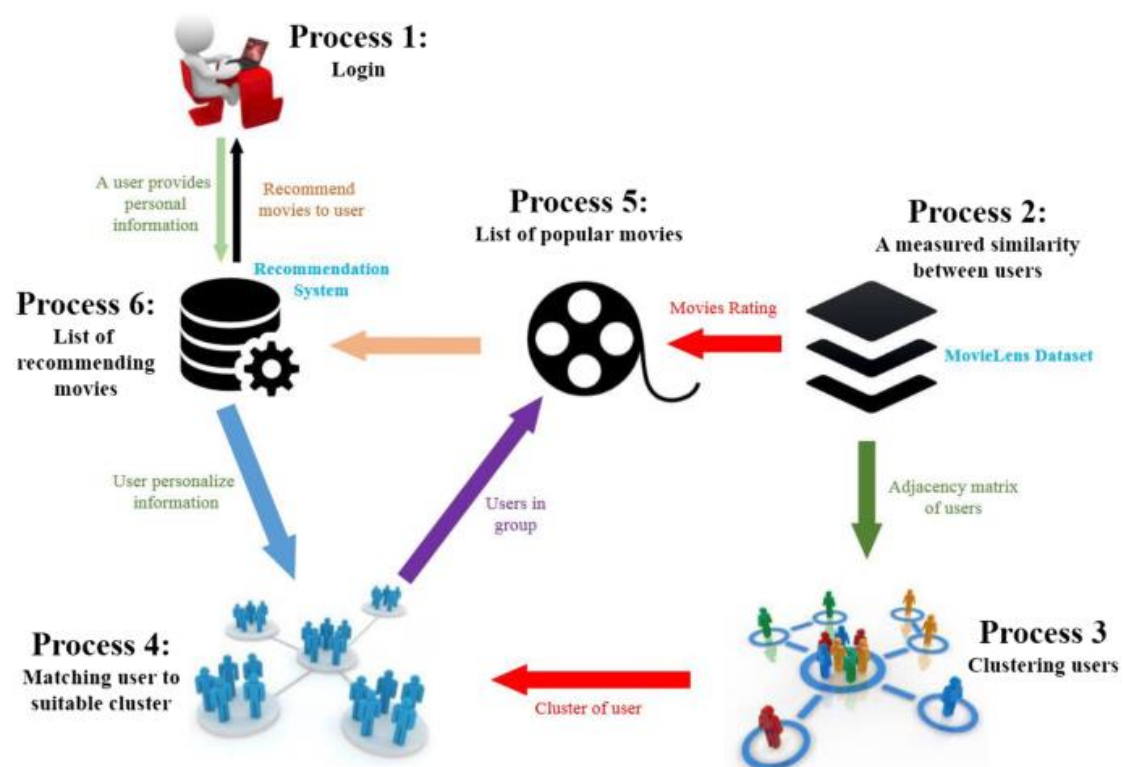 Process 1:
Login
A user provides
personal
information
Recommend
movies to user
Process 5:
List of popular movies
Process 2:
A measured similarity
between users
Recommendation
System
Process 6:
List of
recommending
movies
Movies Rating
MovieLens Dataset
User personalize
information
Users in
group
Adjacency matrix
of users
Process 4:
Matching user to
suitable cluster
Cluster of user
Process 3
Clustering users